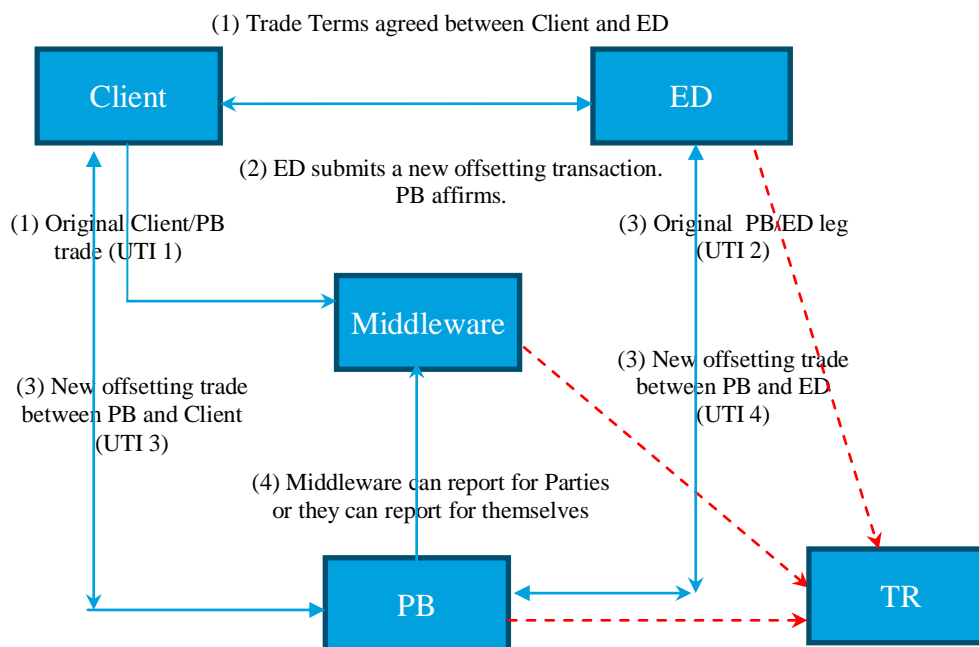 (1) Trade Terms agreed between Client and ED
Client
ED
(2) ED submits a new offsetting transaction.
PB affirms.
(1) Original Client/PB
trade (UTI 1)
(3) Original PB/ED leg
(UTI 2)
Middleware
(3) New offsetting trade
between PB and Client
(UTI 3)
(3) New offsetting trade
between PB and ED
(UTI 4)
(4) Middleware can report for Parties
or they can report for themselves
PB
TR